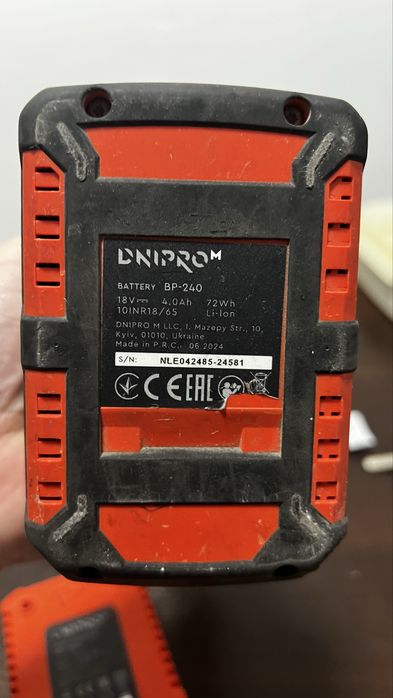 DNIPRO M
BATTERY BP-240
18V⎓ 4.0Ah 72Wh
10INR18/65 Li-Ion
DNIPRO M LLC, I. Mazepy Str., 10,
Kyiv, 01010, Ukraine
Made in P.R.C.: 06.2024
S/N: NLE042485-24581
CE EAC